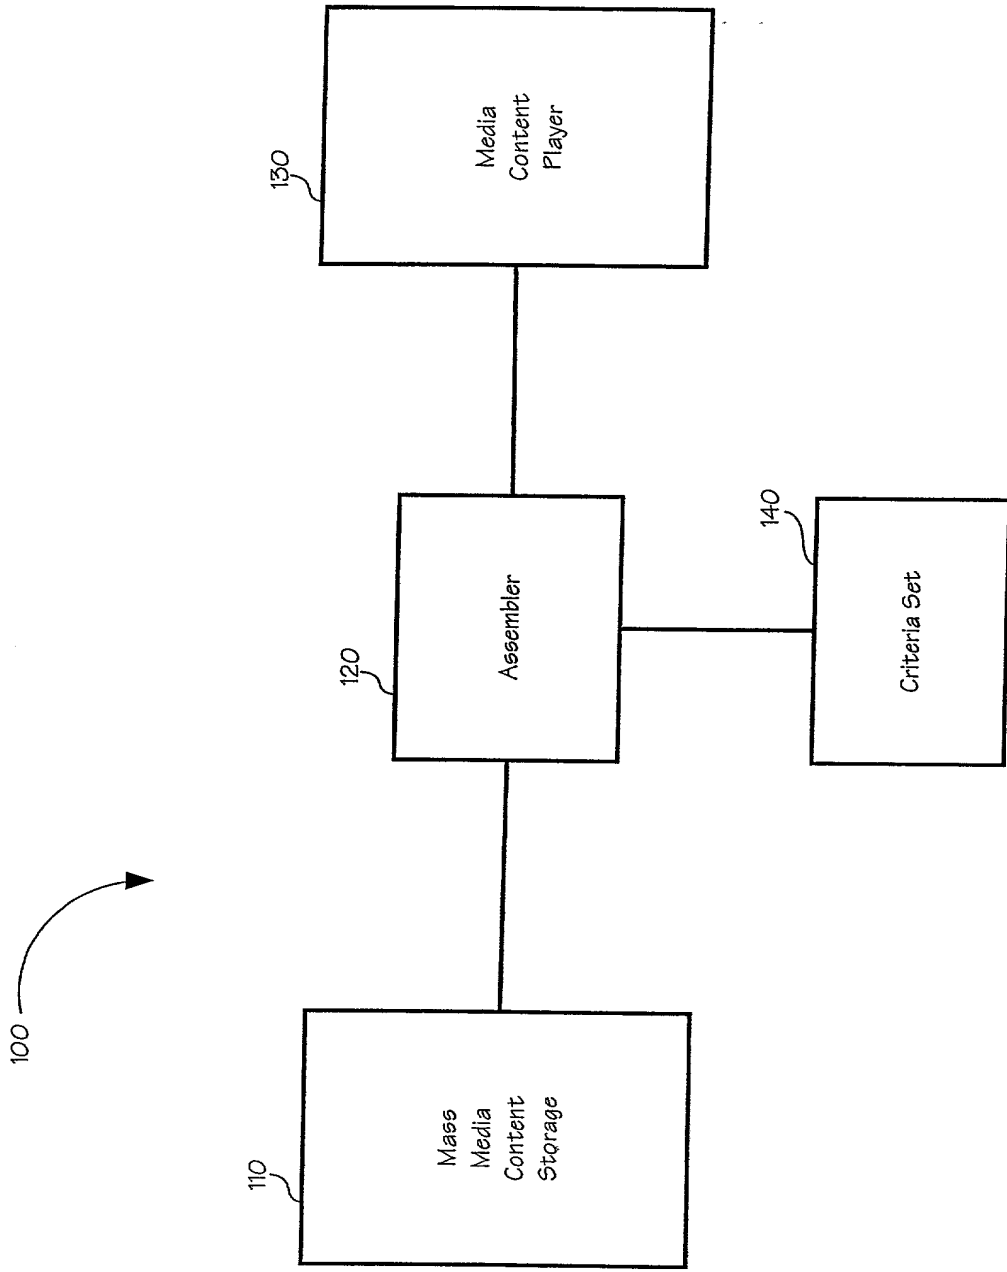 100
110
Mass
Media
Content
Storage
120
Assembler
130
Media
Content
Player
140
Criteria Set